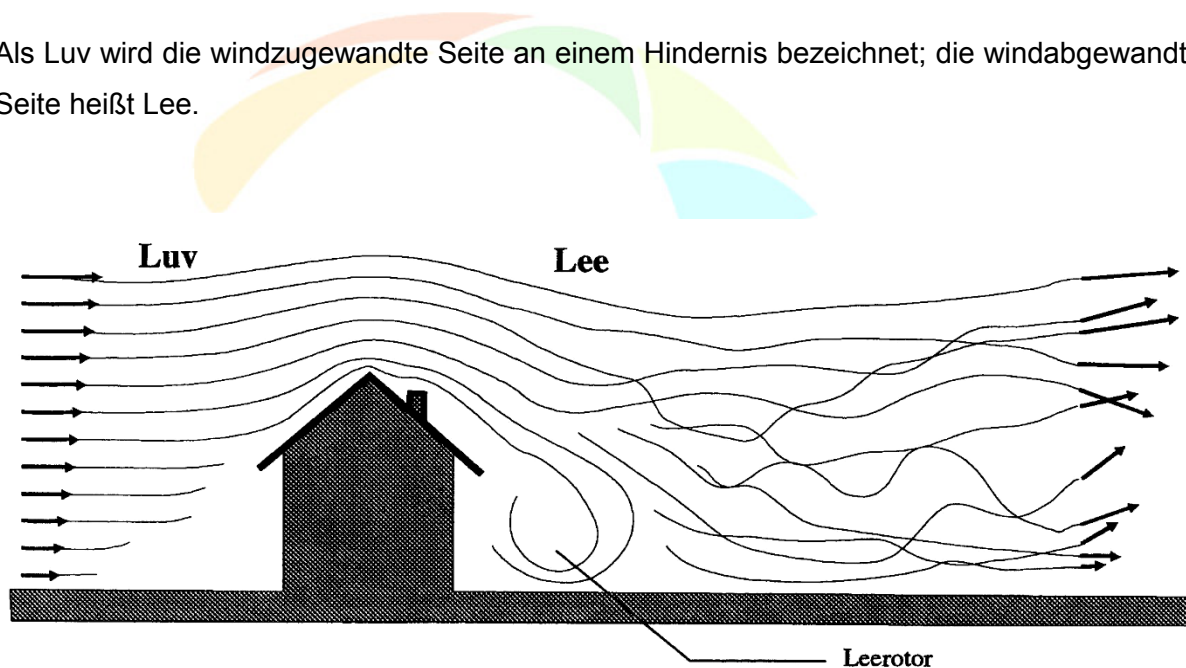 Als Luv wird die windzugewandte Seite an einem Hindernis bezeichnet; die windabgewandt
Seite heißt Lee.
Luv
Lee
Leerotor